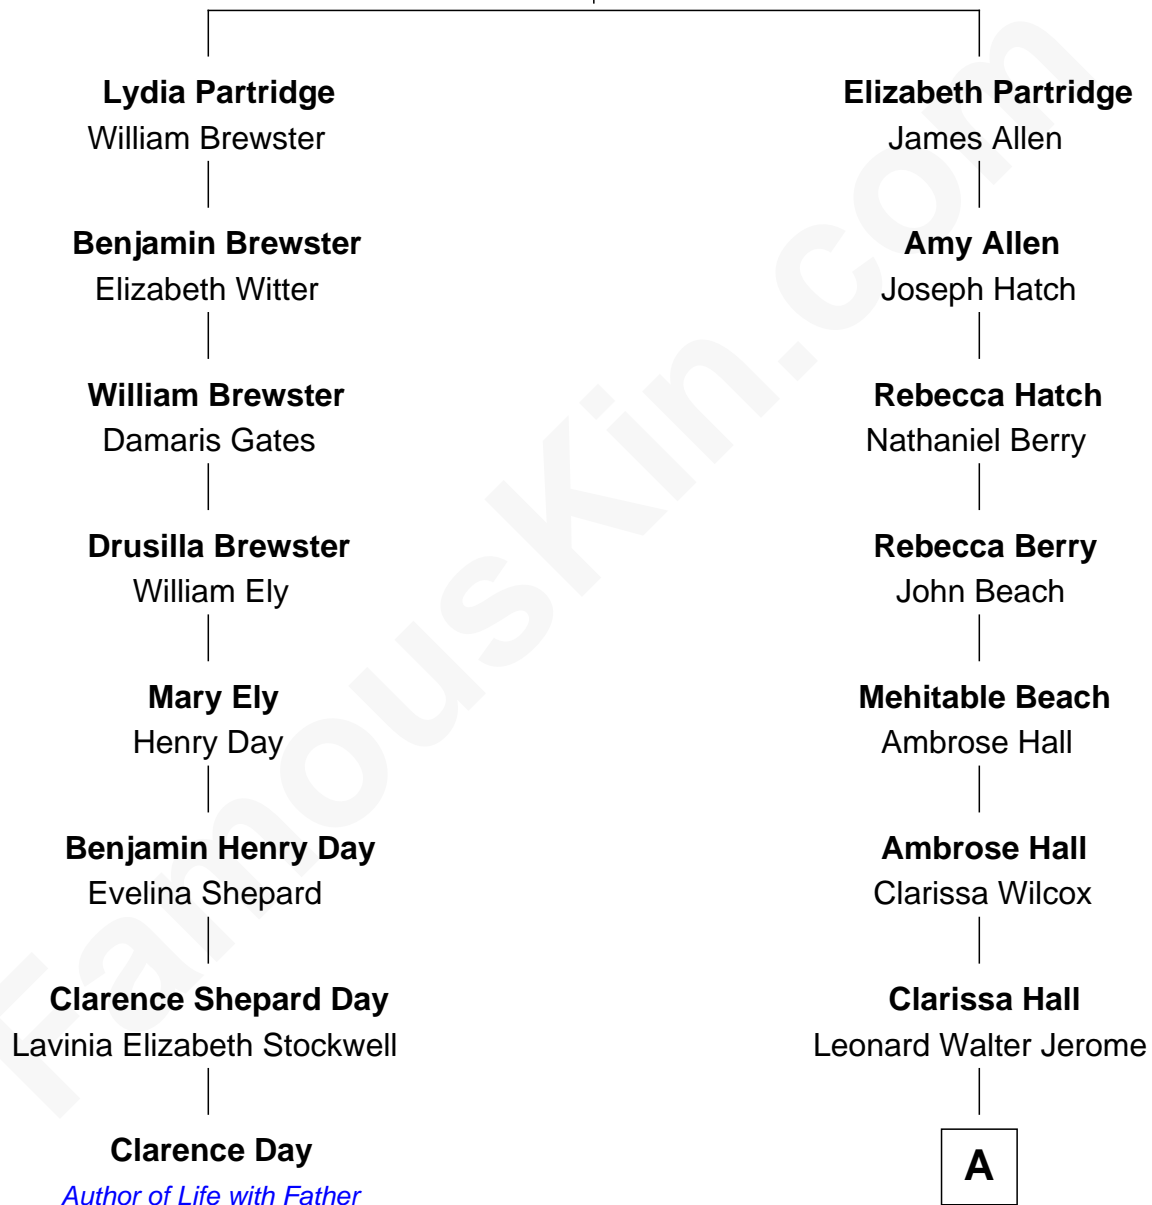 Lydia Partridge
William Brewster
Benjamin Brewster
Elizabeth Witter
William Brewster
Damaris Gates
Drusilla Brewster
William Ely
Mary Ely
Henry Day
Benjamin Henry Day
Evelina Shepard
Clarence Shepard Day
Lavinia Elizabeth Stockwell
Clarence Day
Author of Life with Father
Elizabeth Partridge
James Allen
Amy Allen
Joseph Hatch
Rebecca Hatch
Nathaniel Berry
Rebecca Berry
John Beach
Mehitable Beach
Ambrose Hall
Ambrose Hall
Clarissa Wilcox
Clarissa Hall
Leonard Walter Jerome
A
FamousKin.com